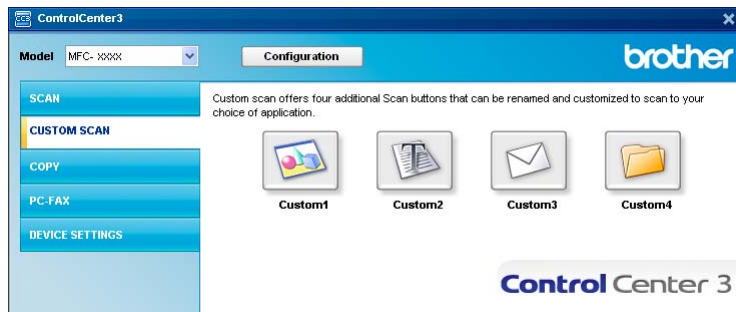 ControlCenter3
Model MFC- XXXX Configuration brother
SCAN
CUSTOM SCAN
COPY
PC-FAX
DEVICE SETTINGS
Custom scan offers four additional Scan buttons that can be renamed and customized to scan to your
choice of application.
Custom1 Custom2 Custom3 Custom4
Control Center 3